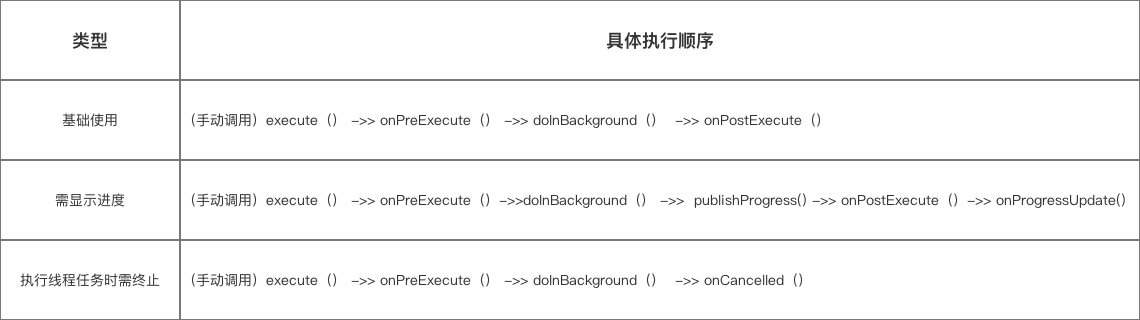 类型
具体执行顺序
基础使用
（手动调用）execute（） –>> onPreExecute（） –>> doInBackground（） –>> onPostExecute（）
需显示进度
（手动调用）execute（） –>> onPreExecute（）–>>doInBackground（） –>> publishProgress() –>> onPostExecute（）–>> onProgressUpdate()
执行线程任务时需终止
（手动调用）execute（） –>> onPreExecute（） –>> doInBackground（） –>> onCancelled（）